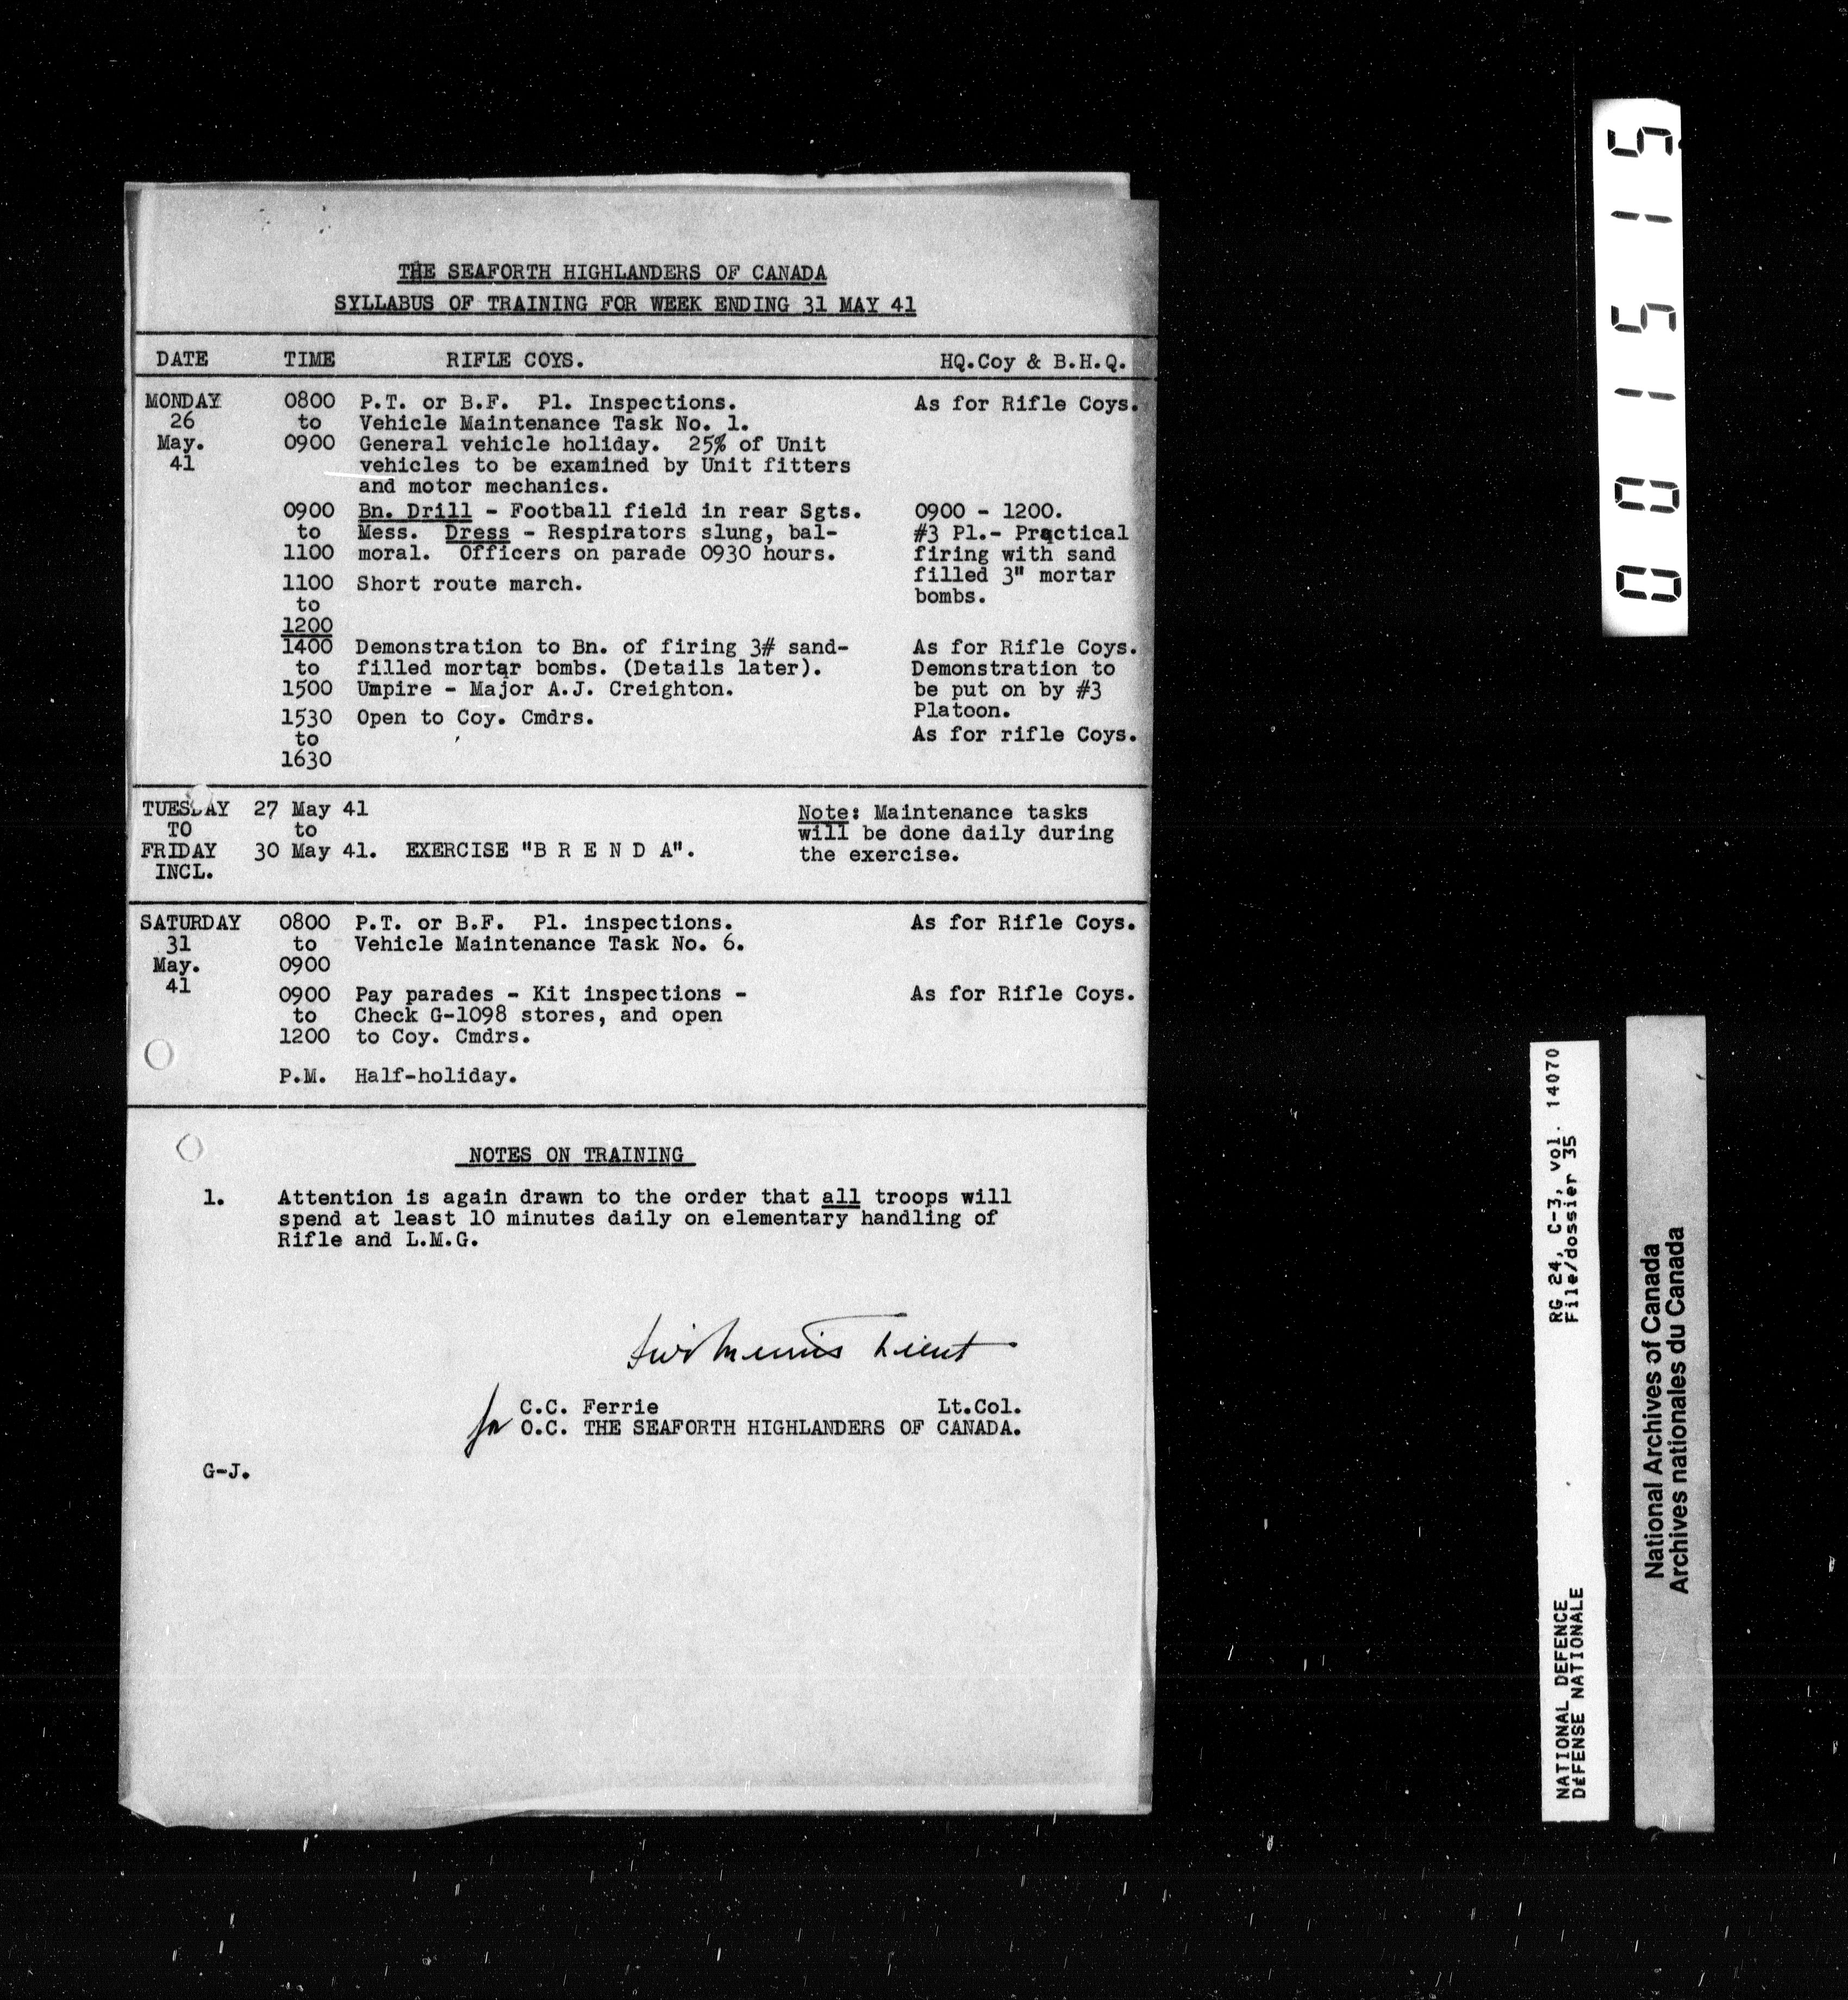 THE SEAFORTH HIGHLANDERS OF CANADA
SYLLABUS OF TRAINING FOR WEEK ENDING 31 MAY 41
DATE TIME RIFLE COYS. HQ.Coy & B.H.Q.
MONDAY 0800 P.T. or B.F. Pl. Inspections. As for Rifle Coys.
26 to Vehicle Maintenance Task No. 1.
May. 0900 General vehicle holiday. 25% of Unit
41 vehicles to be examined by Unit fitters
and motor mechanics.
0900 Bn. Drill - Football field in rear Sgts. 0900 - 1200.
to Mess. Dress - Respirators slung, bal- #3 Pl.- Practical
1100 moral. Officers on parade 0930 hours. firing with sand
1100 Short route march. filled 3" mortar
to bombs.
1200
1400 Demonstration to Bn. of firing 3# sand- As for Rifle Coys.
to filled mortar bombs. (Details later). Demonstration to
1500 Umpire - Major A.J. Creighton. be put on by #3
1530 Open to Coy. Cmdrs. Platoon.
to As for rifle Coys.
1630
TUESDAY 27 May 41 Note: Maintenance tasks
TO to will be done daily during
FRIDAY 30 May 41. EXERCISE "B R E N D A". the exercise.
INCL.
SATURDAY 0800 P.T. or B.F. Pl. inspections. As for Rifle Coys.
31 to Vehicle Maintenance Task No. 6.
May. 0900
41 0900 Pay parades - Kit inspections - As for Rifle Coys.
to Check G-1098 stores, and open
1200 to Coy. Cmdrs.
P.M. Half-holiday.
NOTES ON TRAINING
1. Attention is again drawn to the order that all troops will
spend at least 10 minutes daily on elementary handling of
Rifle and L.M.G.
Lieut
C.C. Ferrie Lt.Col.
for O.C. THE SEAFORTH HIGHLANDERS OF CANADA.
G-J.
001515
RG 24, C-3, vol. 14070
File/dossier 35
NATIONAL DEFENCE
DÉFENSE NATIONALE
National Archives of Canada
Archives nationales du Canada